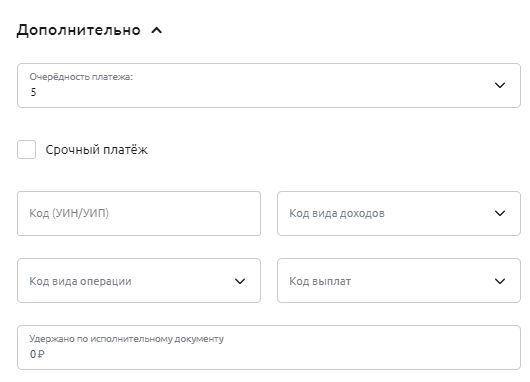 Дополнительно
Очерёдность платежа:
5
Срочный платёж
Код (УИН/УИП)
Код вида доходов
Код вида операции
Код выплат
Удержано по исполнительному документу
0 ₽